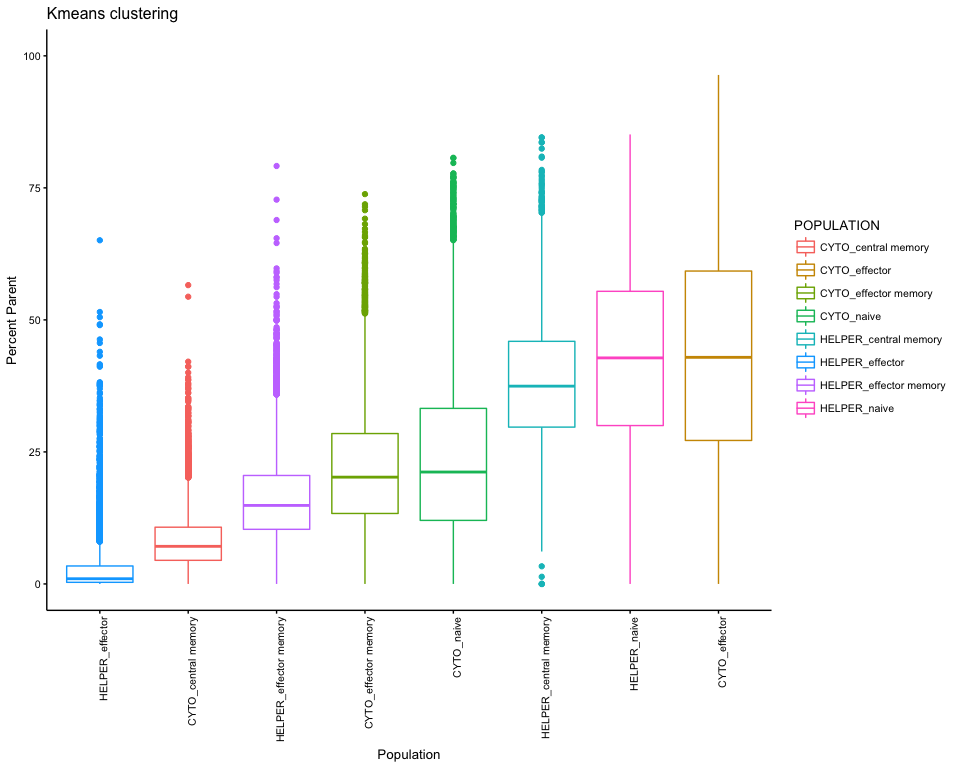 Kmeans clustering
100
75
50
25
0
Percent Parent
HELPER_effector
CYTO_central memory
HELPER_effector memory
CYTO_effector memory
CYTO_naive
HELPER_central memory
HELPER_naive
CYTO_effector
Population
POPULATION
CYTO_central memory
CYTO_effector
CYTO_effector memory
CYTO_naive
HELPER_central memory
HELPER_effector
HELPER_effector memory
HELPER_naive